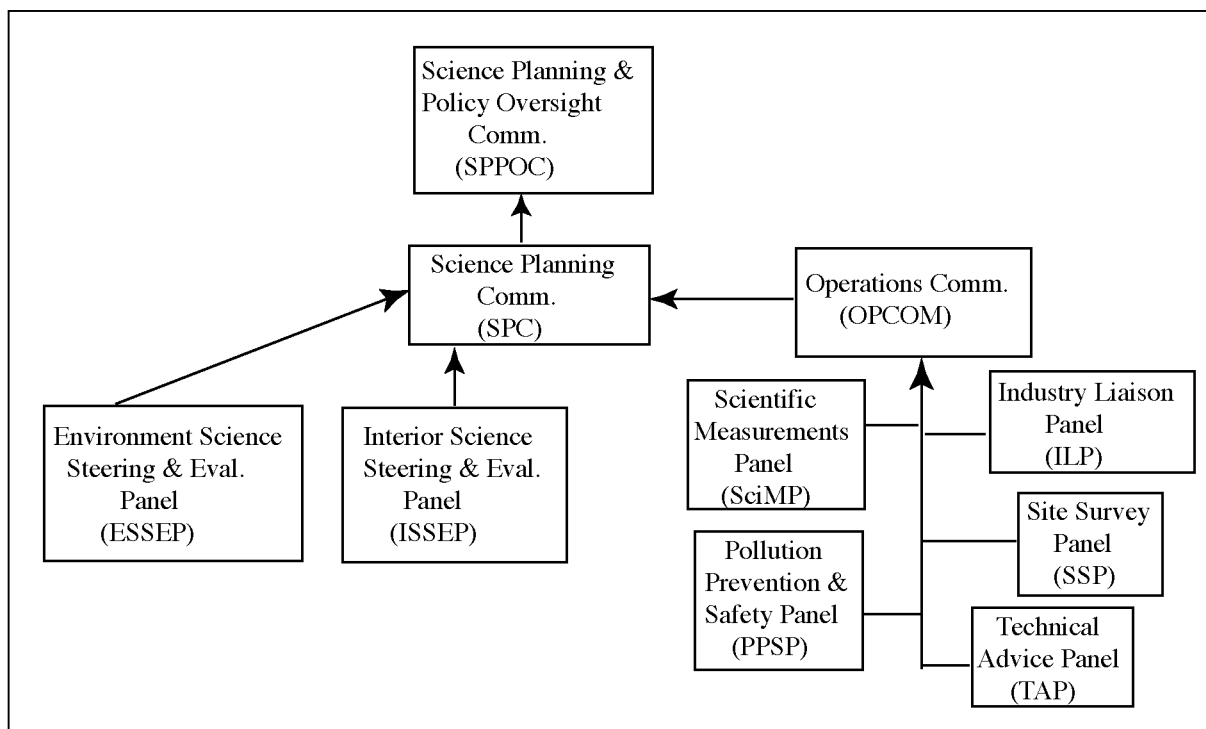 Science Planning &
Policy Oversight
Comm.
(SPPOC)
Science Planning
Comm.
(SPC)
Operations Comm.
(OPCOM)
Environment Science
Steering & Eval.
Panel
(ESSEP)
Interior Science
Steering & Eval.
Panel
(ISSEP)
Scientific
Measurements
Panel
(SciMP)
Industry Liaison
Panel
(ILP)
Pollution
Prevention &
Safety Panel
(PPSP)
Site Survey
Panel
(SSP)
Technical
Advice Panel
(TAP)